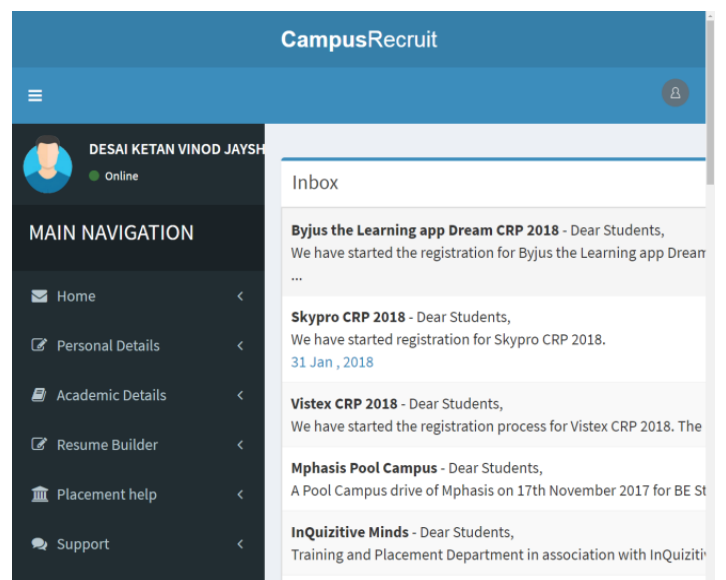 CampusRecruit
DESAI KETAN VINOD JAYSH
Online
MAIN NAVIGATION
Home
Personal Details
Academic Details
Resume Builder
Placement help
Support
Inbox
Byjus the Learning app Dream CRP 2018 - Dear Students,
We have started the registration for Byjus the Learning app Dream
...
Skypro CRP 2018 - Dear Students,
We have started registration for Skypro CRP 2018.
31 Jan , 2018
Vistex CRP 2018 - Dear Students,
We have started the registration process for Vistex CRP 2018. The
Mphasis Pool Campus - Dear Students,
A Pool Campus drive of Mphasis on 17th November 2017 for BE St
InQuizitive Minds - Dear Students,
Training and Placement Department in association with InQuiziti